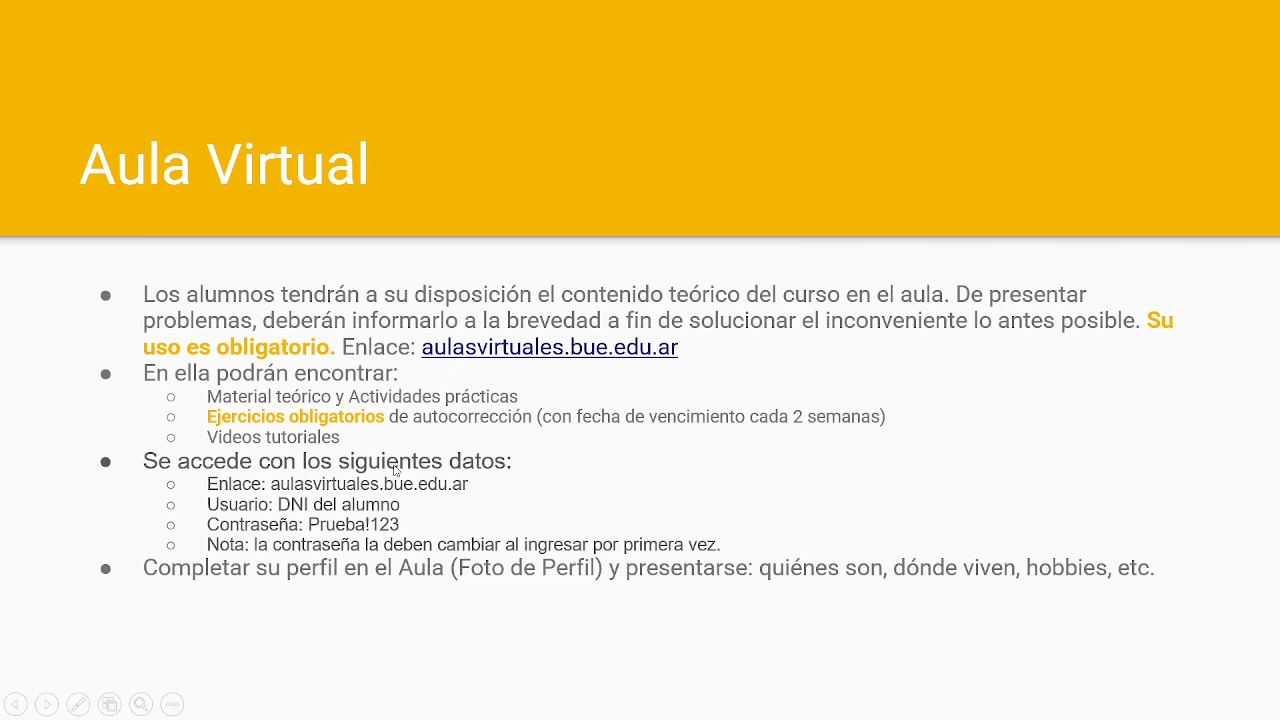 Aula Virtual
● Los alumnos tendrán a su disposición el contenido teórico del curso en el aula. De presentar
problemas, deberán informarlo a la brevedad a fin de solucionar el inconveniente lo antes posible. Su
uso es obligatorio. Enlace: aulasvirtuales.bue.edu.ar
● En ella podrán encontrar:
○ Material teórico y Actividades prácticas
○ Ejercicios obligatorios de autocorrección (con fecha de vencimiento cada 2 semanas)
○ Videos tutoriales
● Se accede con los siguientes datos:
○ Enlace: aulasvirtuales.bue.edu.ar
○ Usuario: DNI del alumno
○ Contraseña: Prueba!123
○ Nota: la contraseña la deben cambiar al ingresar por primera vez.
● Completar su perfil en el Aula (Foto de Perfil) y presentarse: quiénes son, dónde viven, hobbies, etc.